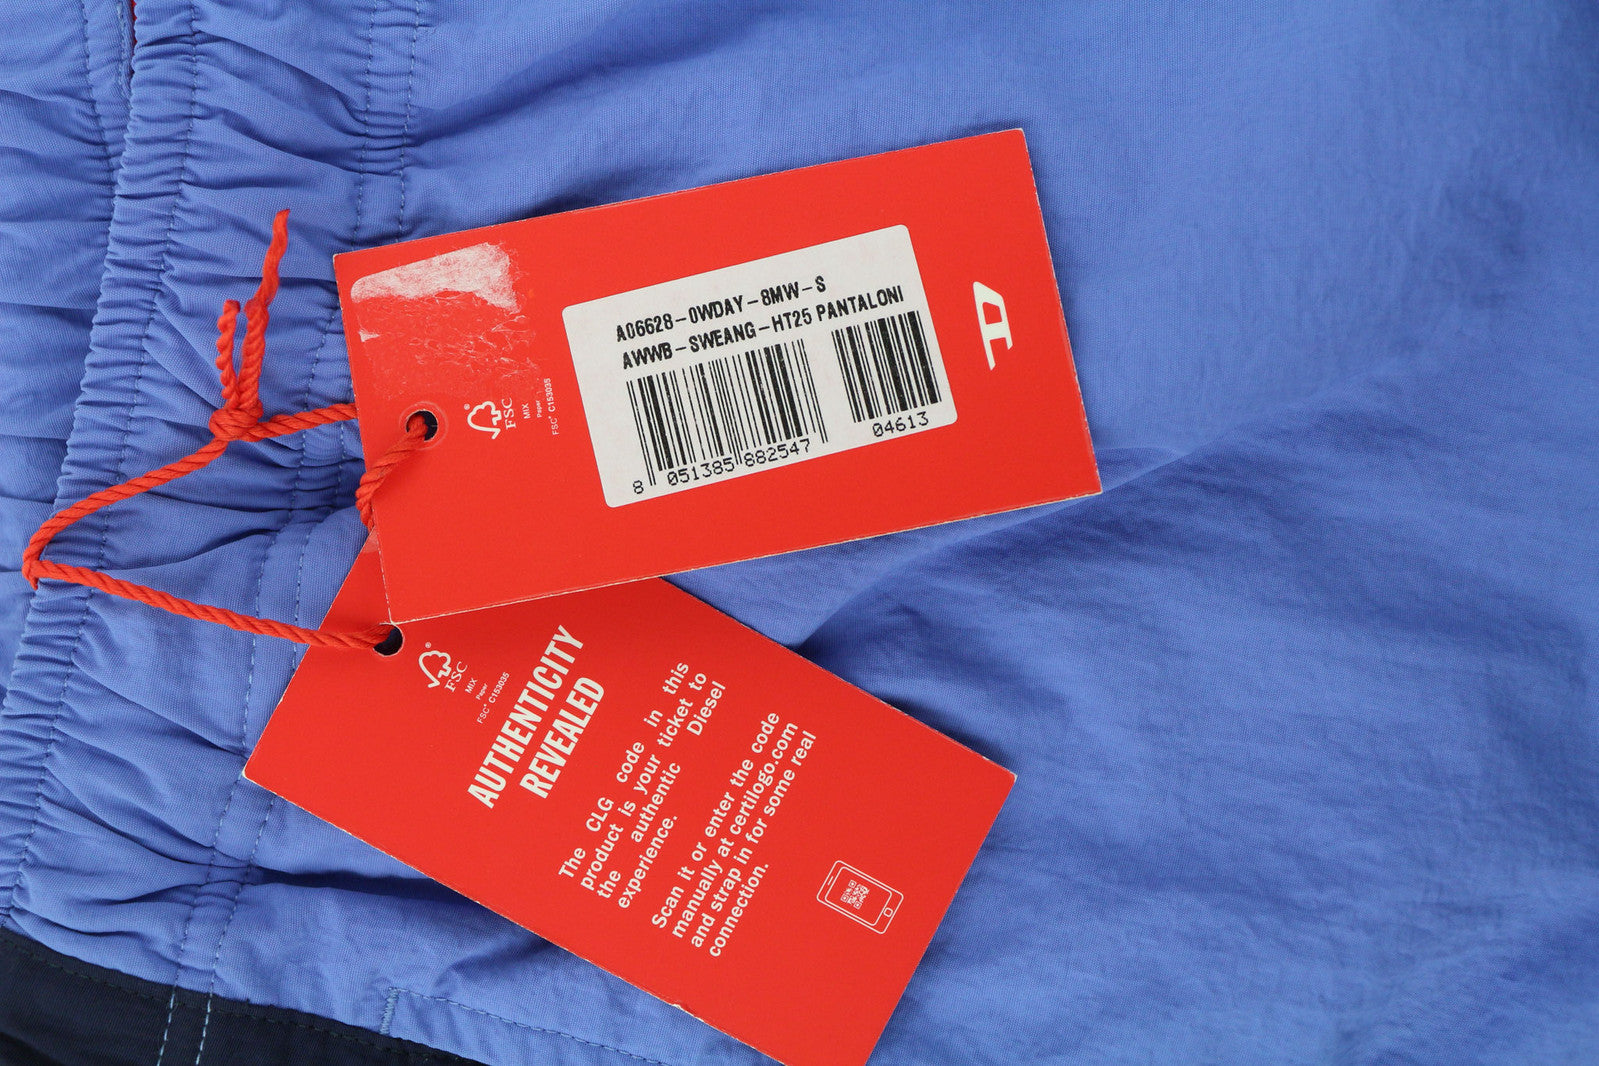 A06628-0WDAY-8MW-S
AWWB-SWEANG-HT25 PANTALONI
8 051385 882547
04613
FSC
MIX
Paper
FSC® C153035
D
FSC
MIX
Paper
FSC® C153035
AUTHENTICITY
REVEALED
The CLG code in this
product is your ticket to
the authentic Diesel
experience.
Scan it or enter the code
manually at certilogo.com
and strap in for some real
connection.